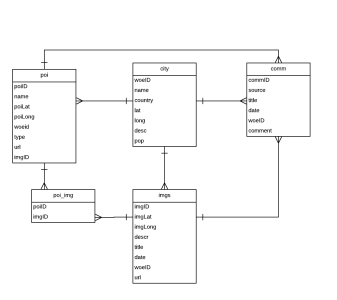 poi
poiID
name
poiLat
poiLong
woeid
type
url
imgID
city
woeID
name
country
lat
long
desc
pop
comm
commID
source
title
date
woeID
comment
poi_img
poiID
imgID
imgs
imgID
imgLat
imgLong
descr
title
date
woeID
url